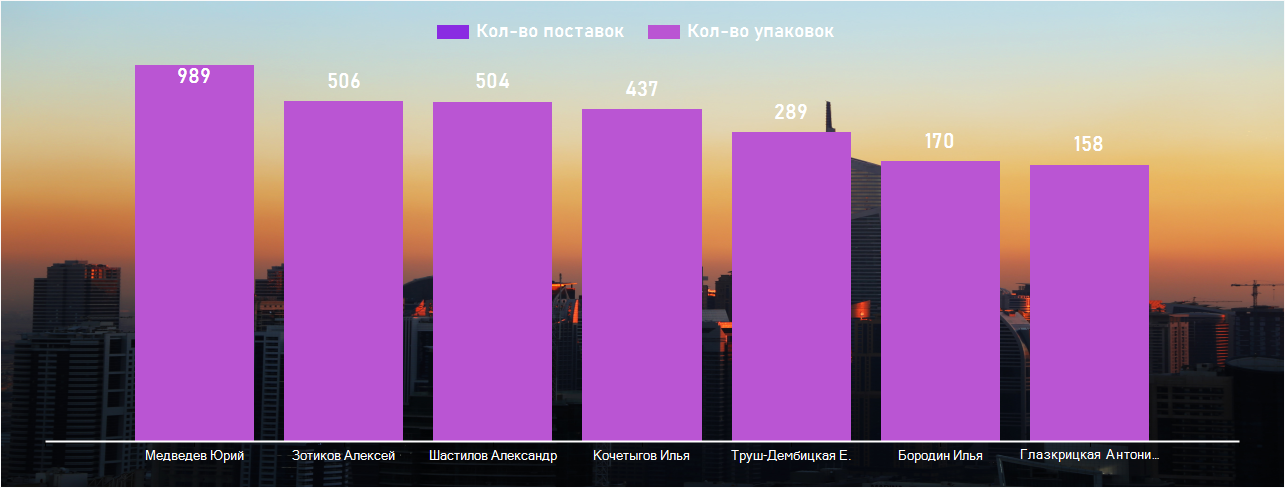 Кол-во поставок Кол-во упаковок
989 506 504 437 289 170 158
Медведев Юрий Зотиков Алексей Шастилов Александр Кочетыгов Илья Труш-Дембицкая Е. Бородин Илья Глазкрицкая Антони...